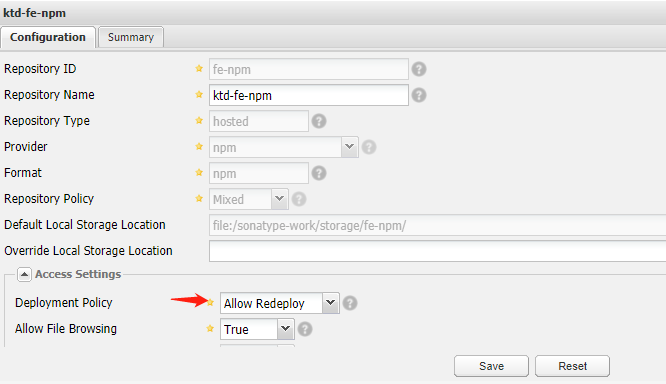 ktd-fe-npm
Configuration Summary
Repository ID fe-npm ?
Repository Name ktd-fe-npm ?
Repository Type hosted ?
Provider npm ?
Format npm ?
Repository Policy Mixed ?
Default Local Storage Location file:/sonatype-work/storage/fe-npm/
Override Local Storage Location
Access Settings
Deployment Policy Allow Redeploy ?
Allow File Browsing True ?
Save Reset